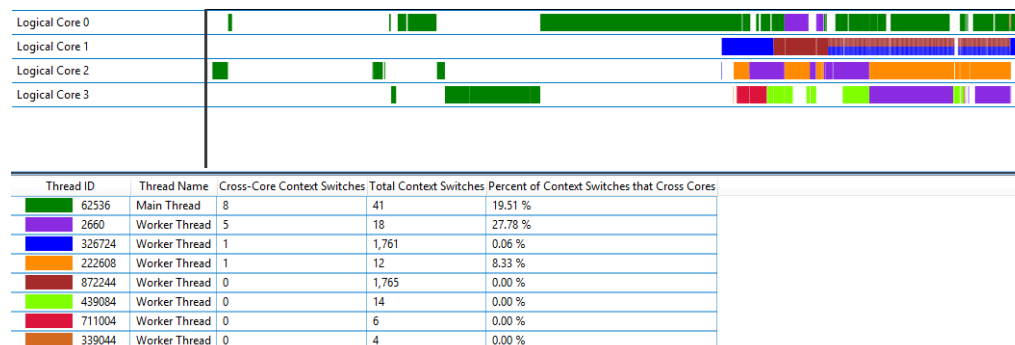 Logical Core 0
Logical Core 1
Logical Core 2
Logical Core 3
Thread ID Thread Name Cross-Core Context Switches Total Context Switches Percent of Context Switches that Cross Cores
62536 Main Thread 8 41 19.51 %
2660 Worker Thread 5 18 27.78 %
326724 Worker Thread 1 1,761 0.06 %
222608 Worker Thread 1 12 8.33 %
872244 Worker Thread 0 1,765 0.00 %
439084 Worker Thread 0 14 0.00 %
711004 Worker Thread 0 6 0.00 %
339044 Worker Thread 0 4 0.00 %